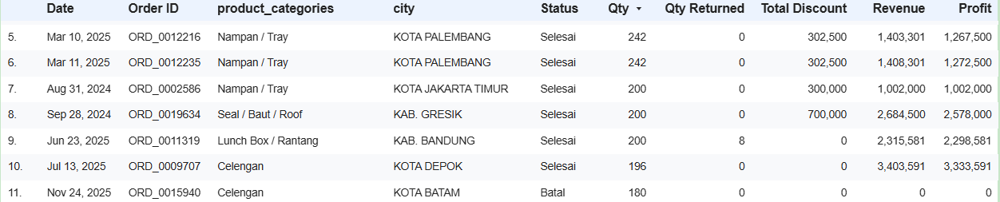 Date Order ID product_categories city Status Qty Qty Returned Total Discount Revenue Profit
5. Mar 10, 2025 ORD_0012216 Nampan / Tray KOTA PALEMBANG Selesai 242 0 302,500 1,403,301 1,267,500
6. Mar 11, 2025 ORD_0012235 Nampan / Tray KOTA PALEMBANG Selesai 242 0 302,500 1,408,301 1,272,500
7. Aug 31, 2024 ORD_0002586 Nampan / Tray KOTA JAKARTA TIMUR Selesai 200 0 300,000 1,002,000 1,002,000
8. Sep 28, 2024 ORD_0019634 Seal / Baut / Roof KAB. GRESIK Selesai 200 0 700,000 2,684,500 2,578,000
9. Jun 23, 2025 ORD_0011319 Lunch Box / Rantang KAB. BANDUNG Selesai 200 8 0 2,315,581 2,298,581
10. Jul 13, 2025 ORD_0009707 Celengan KOTA DEPOK Selesai 196 0 0 3,403,591 3,333,591
11. Nov 24, 2025 ORD_0015940 Celengan KOTA BATAM Batal 180 0 0 0 0